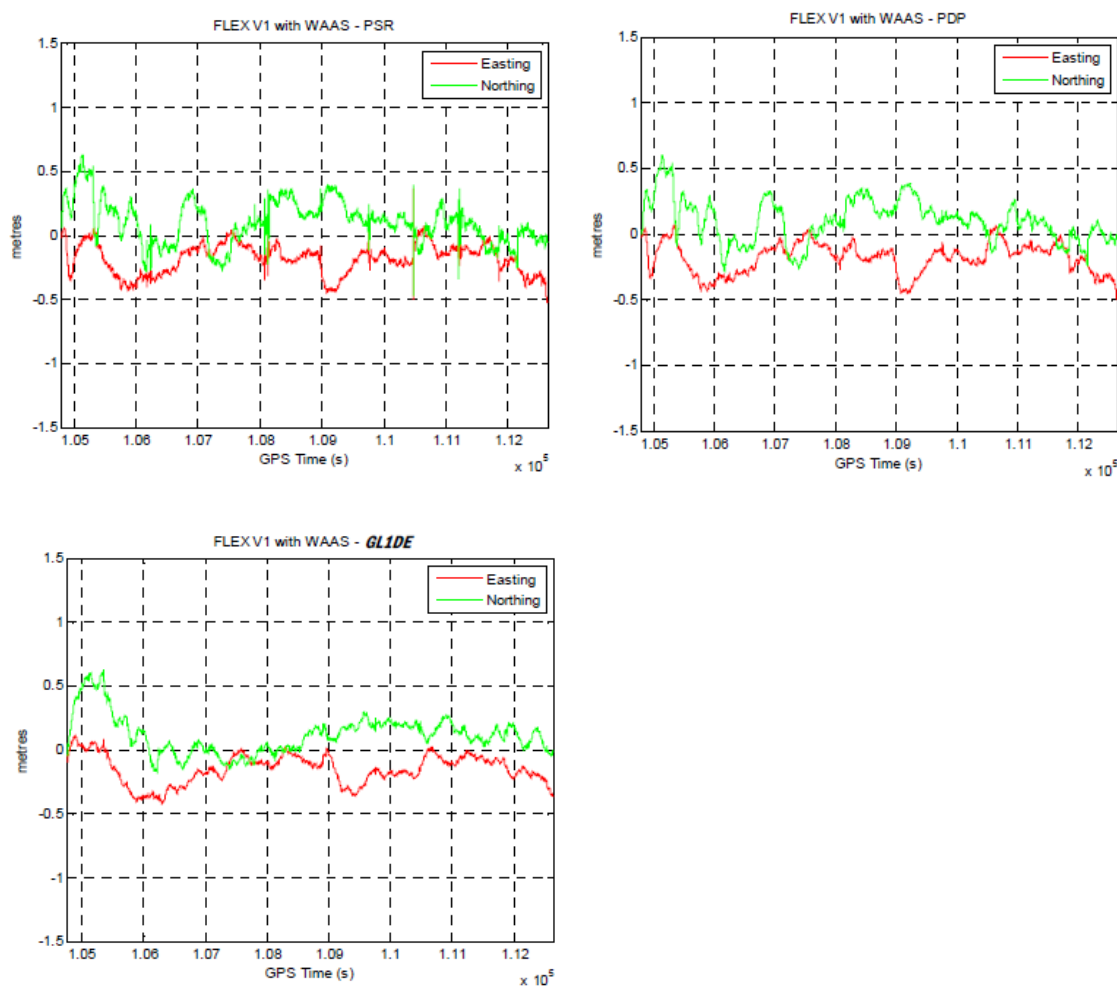 FLEX V1 with WAAS - PSR
1.5
1
0.5
0
-0.5
-1
-1.5
metres
Easting
Northing
1.05 1.06 1.07 1.08 1.09 1.1 1.11 1.12
GPS Time (s)
x 10^5
FLEX V1 with WAAS - PDP
1.5
1
0.5
0
-0.5
-1
-1.5
metres
Easting
Northing
1.05 1.06 1.07 1.08 1.09 1.1 1.11 1.12
GPS Time (s)
x 10^5
FLEX V1 with WAAS - GL1DE
1.5
1
0.5
0
-0.5
-1
-1.5
metres
Easting
Northing
1.05 1.06 1.07 1.08 1.09 1.1 1.11 1.12
GPS Time (s)
x 10^5